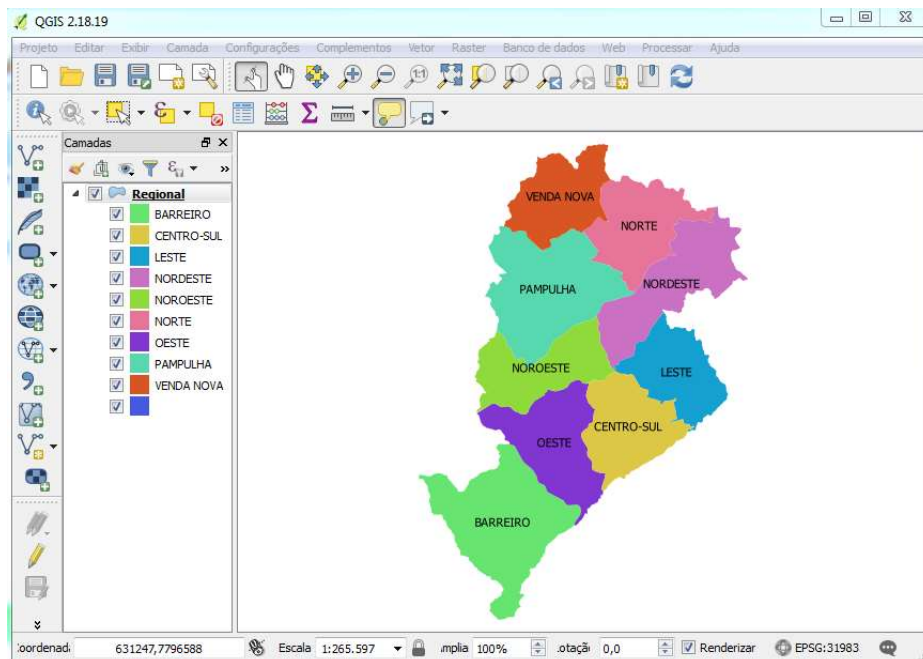 QGIS 2.18.19
Projeto Editar Exibir Camada Configurações Complementos Vetor Raster Banco de dados Web Processar Ajuda
Camadas
Regional
BARREIRO
CENTRO-SUL
LESTE
NORDESTE
NOROESTE
NORTE
OESTE
PAMPULHA
VENDA NOVA
VENDA NOVA
NORTE
PAMPULHA
NORDESTE
NOROESTE
LESTE
OESTE
CENTRO-SUL
BARREIRO
oordenad: 631247,7796588 Escala 1:265.597 mplia 100% otaçã 0,0 Renderizar EPSG:31983